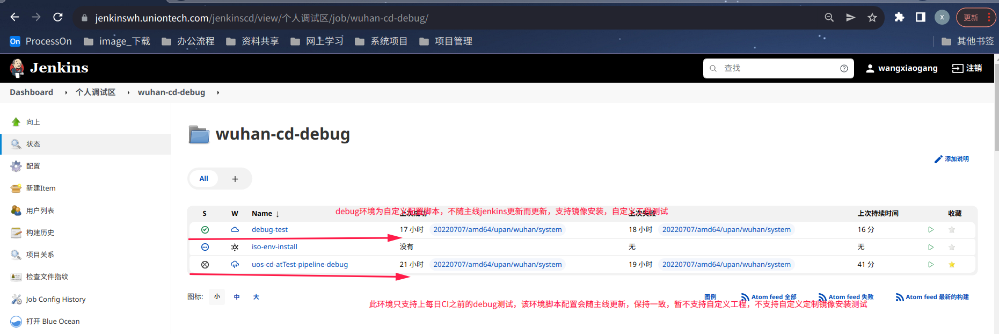 jenkinswh.uniontech.com/jenkinscd/view/个人调试区/job/wuhan-cd-debug/
X
更新
On ProcessOn image_下载 办公流程 资料共享 网上学习 系统项目 项目管理 其他书签
Jenkins
查找
wangxiaogang
注销
Dashboard 个人调试区 wuhan-cd-debug
向上
状态
配置
新建Item
用户列表
构建历史
项目关系
检查文件指纹
Job Config History
打开 Blue Ocean
wuhan-cd-debug
添加说明
All +
debug环境为自定义配置脚本，不随主线jenkins更新而更新，支持镜像安装，自定义工程测试
S W Name ↓ 上次成功 上次失败 上次持续时间 收藏
debug-test 17 小时 20220707/amd64/upan/wuhan/system 18 小时 20220707/amd64/upan/wuhan/system 16 分
iso-env-install 没有 无 无
uos-cd-atTest-pipeline-debug 21 小时 20220707/amd64/upan/wuhan/system 19 小时 20220707/amd64/upan/wuhan/system 41 分
图标: 小 中 大
图例 Atom feed 全部 Atom feed 失败 Atom feed 最新的构建
此环境只支持上每日CI之前的debug测试，该环境脚本配置会随主线更新，保持一致，暂不支持自定义工程，不支持自定义定制镜像安装测试